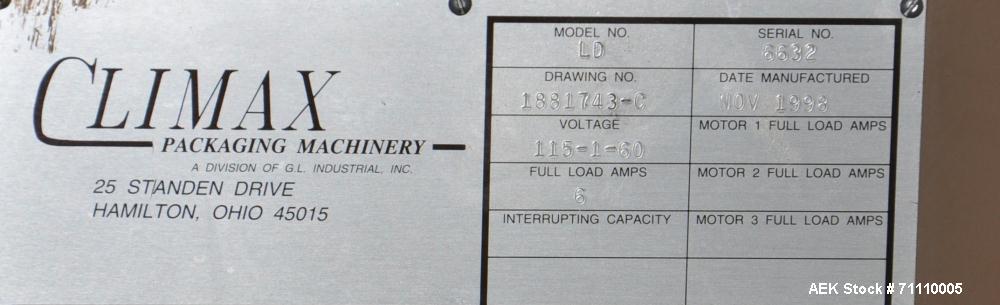 CLIMAX
PACKAGING MACHINERY
A DIVISION OF G.L. INDUSTRIAL, INC.
25 STANDEN DRIVE
HAMILTON, OHIO 45015
MODEL NO.
LD
SERIAL NO.
6632
DRAWING NO.
1881743-C
DATE MANUFACTURED
NOV 1998
VOLTAGE
115-1-60
MOTOR 1 FULL LOAD AMPS
FULL LOAD AMPS
6
MOTOR 2 FULL LOAD AMPS
INTERRUPTING CAPACITY
MOTOR 3 FULL LOAD AMPS
AEK Stock # 71110005